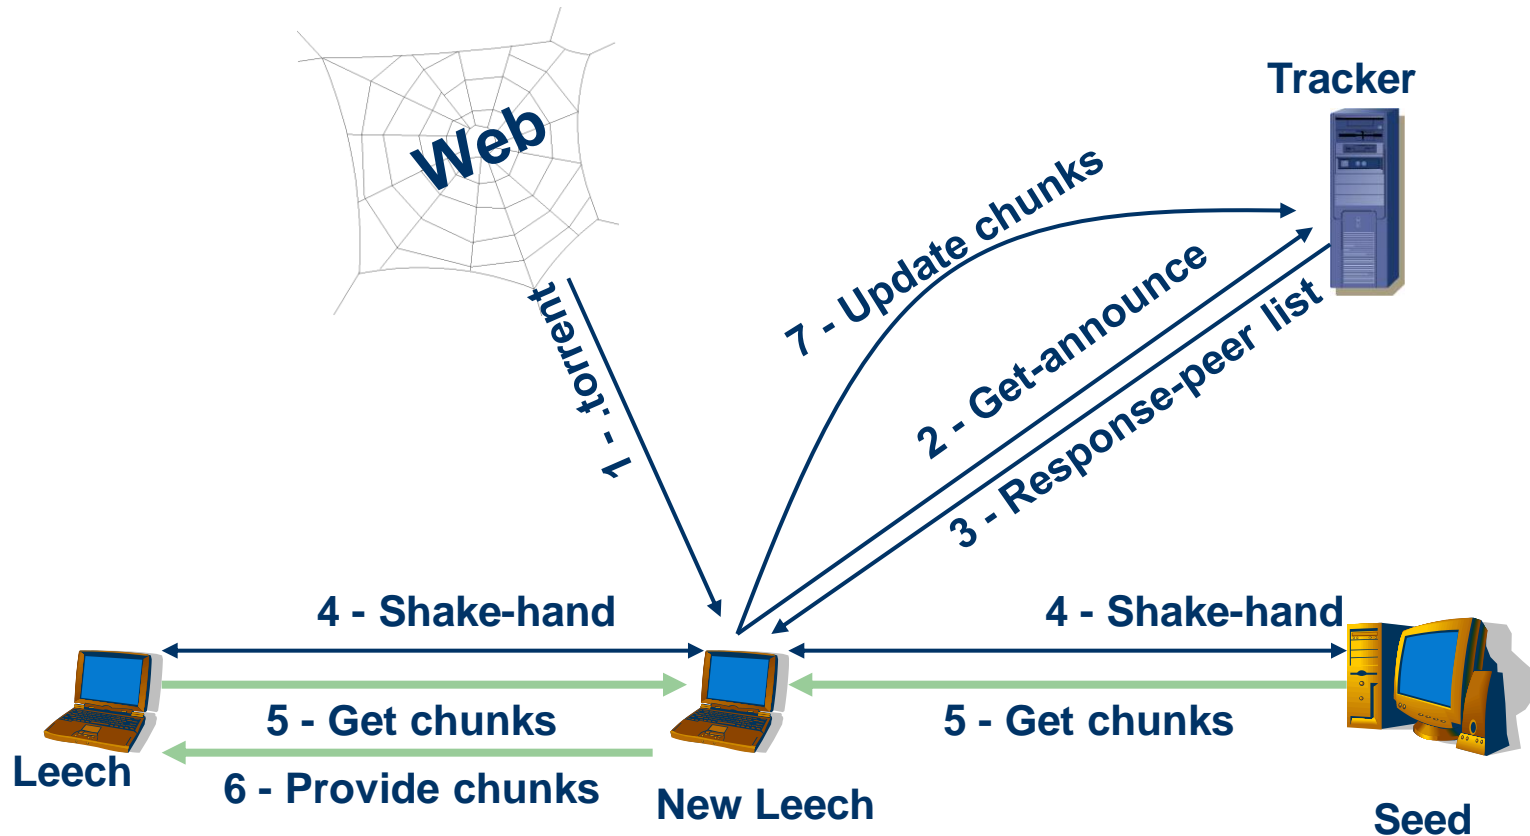 Web
Tracker
1 - .torrent
7 - Update chunks
2 - Get-announce
3 - Response-peer list
4 - Shake-hand
4 - Shake-hand
5 - Get chunks
5 - Get chunks
6 - Provide chunks
Leech
New Leech
Seed